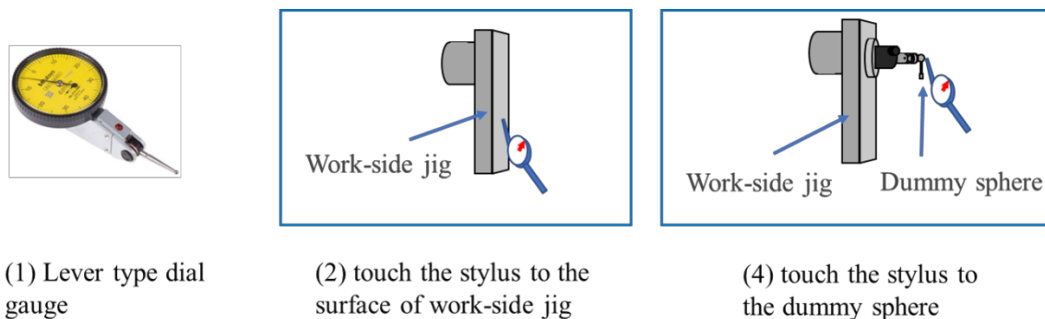 Work-side jig
Work-side jig
Dummy sphere
(1) Lever type dial
gauge
(2) touch the stylus to the
surface of work-side jig
(4) touch the stylus to
the dummy sphere